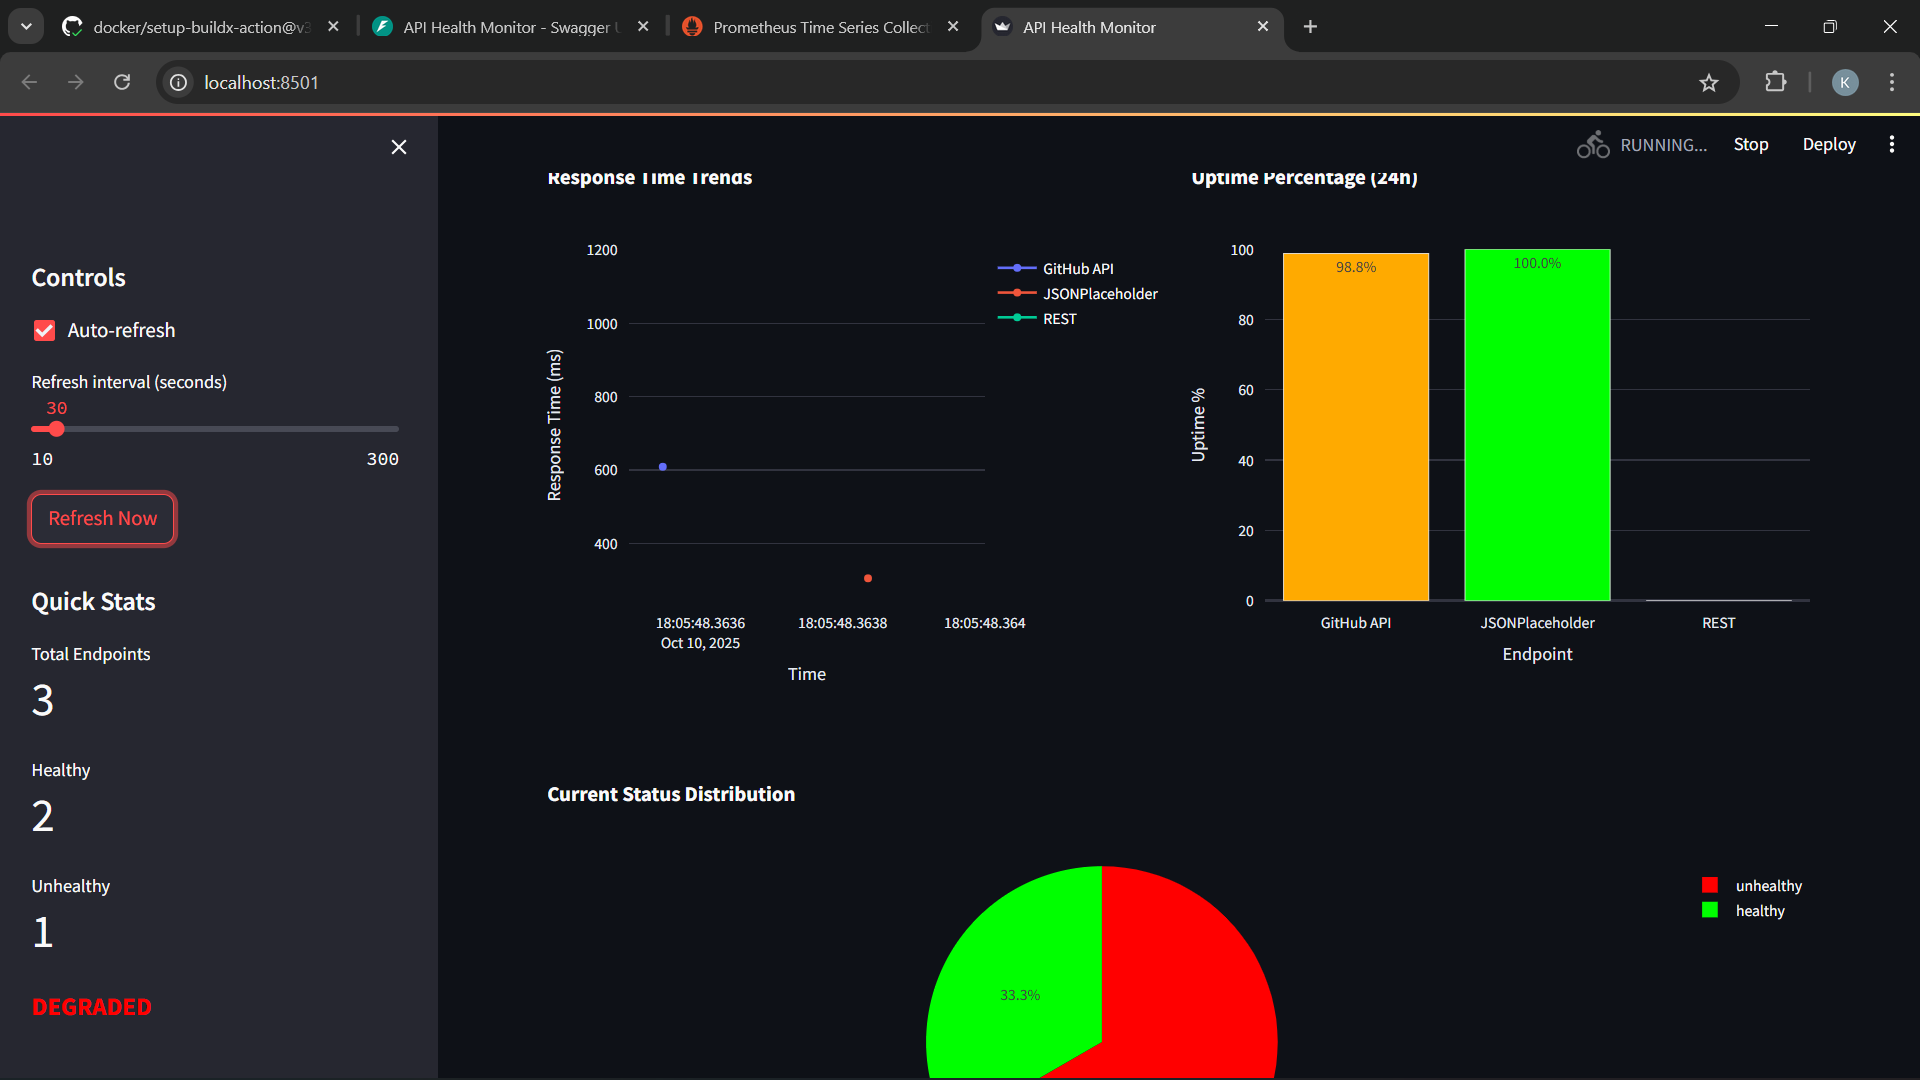 docker/setup-buildx-action@v3
API Health Monitor - Swagger U
Prometheus Time Series Collect
API Health Monitor
localhost:8501
K
RUNNING...
Stop
Deploy
Controls
Auto-refresh
Refresh interval (seconds)
30
10
300
Refresh Now
Quick Stats
Total Endpoints
3
Healthy
2
Unhealthy
1
DEGRADED
Response Time Trends
1200
1000
800
600
400
Response Time (ms)
GitHub API
JSONPlaceholder
REST
18:05:48.3636
Oct 10, 2025
18:05:48.3638
18:05:48.364
Time
Uptime Percentage (24h)
100
80
60
40
20
0
Uptime %
98.8%
100.0%
GitHub API
JSONPlaceholder
REST
Endpoint
Current Status Distribution
33.3%
unhealthy
healthy